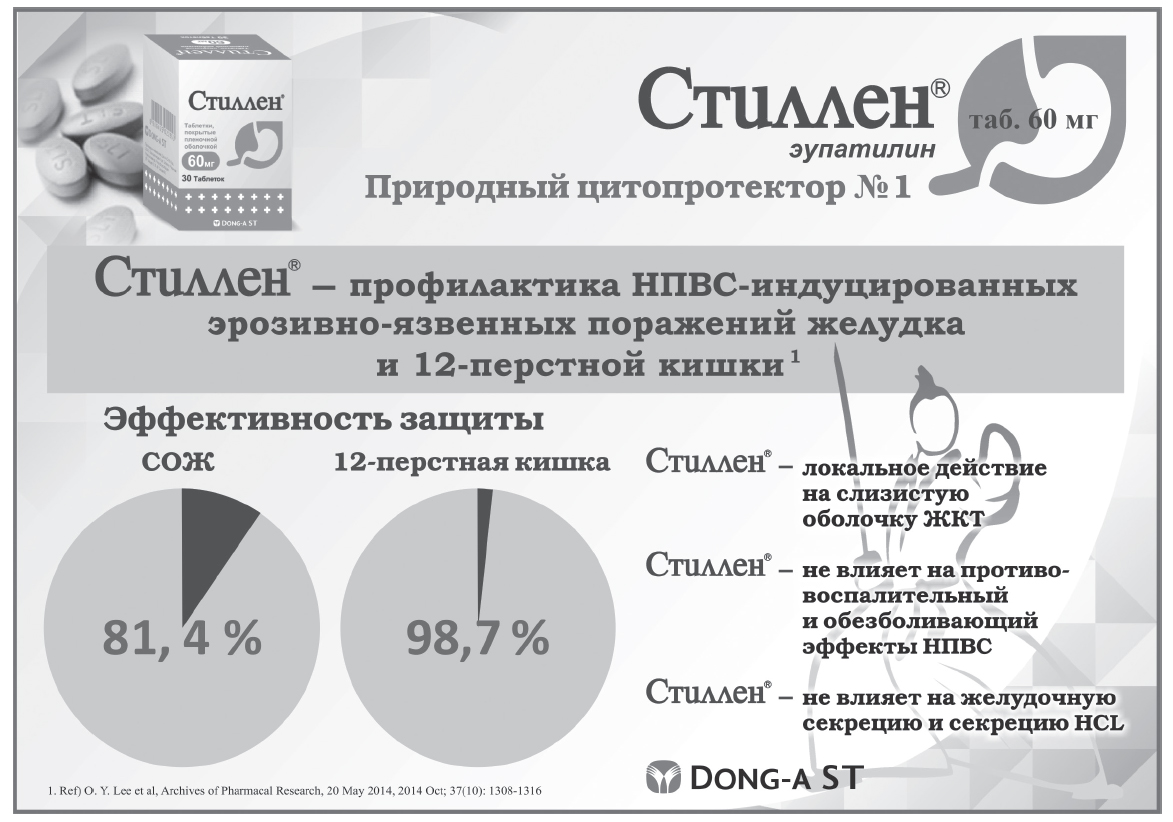 Стиллен®
Таблетки,
покрытые
пленочной
оболочкой
60мг
30 Таблеток
DONG-A ST
SLT
SLI
Стиллен®
таб. 60 мг
эупатилин
Природный цитопротектор №1
Стиллен® – профилактика НПВС-индуцированных
эрозивно-язвенных поражений желудка
и 12-перстной кишки1
Эффективность защиты
СОЖ 12-перстная кишка
81, 4 % 98,7 %
Стиллен® – локальное действие
на слизистую
оболочку ЖКТ
Стиллен® – не влияет на противо-
воспалительный
и обезболивающий
эффекты НПВС
Стиллен® – не влияет на желудочную
секрецию и секрецию HCL
DONG-A ST
1. Ref) O. Y. Lee et al, Archives of Pharmacal Research, 20 May 2014, 2014 Oct; 37(10): 1308-1316